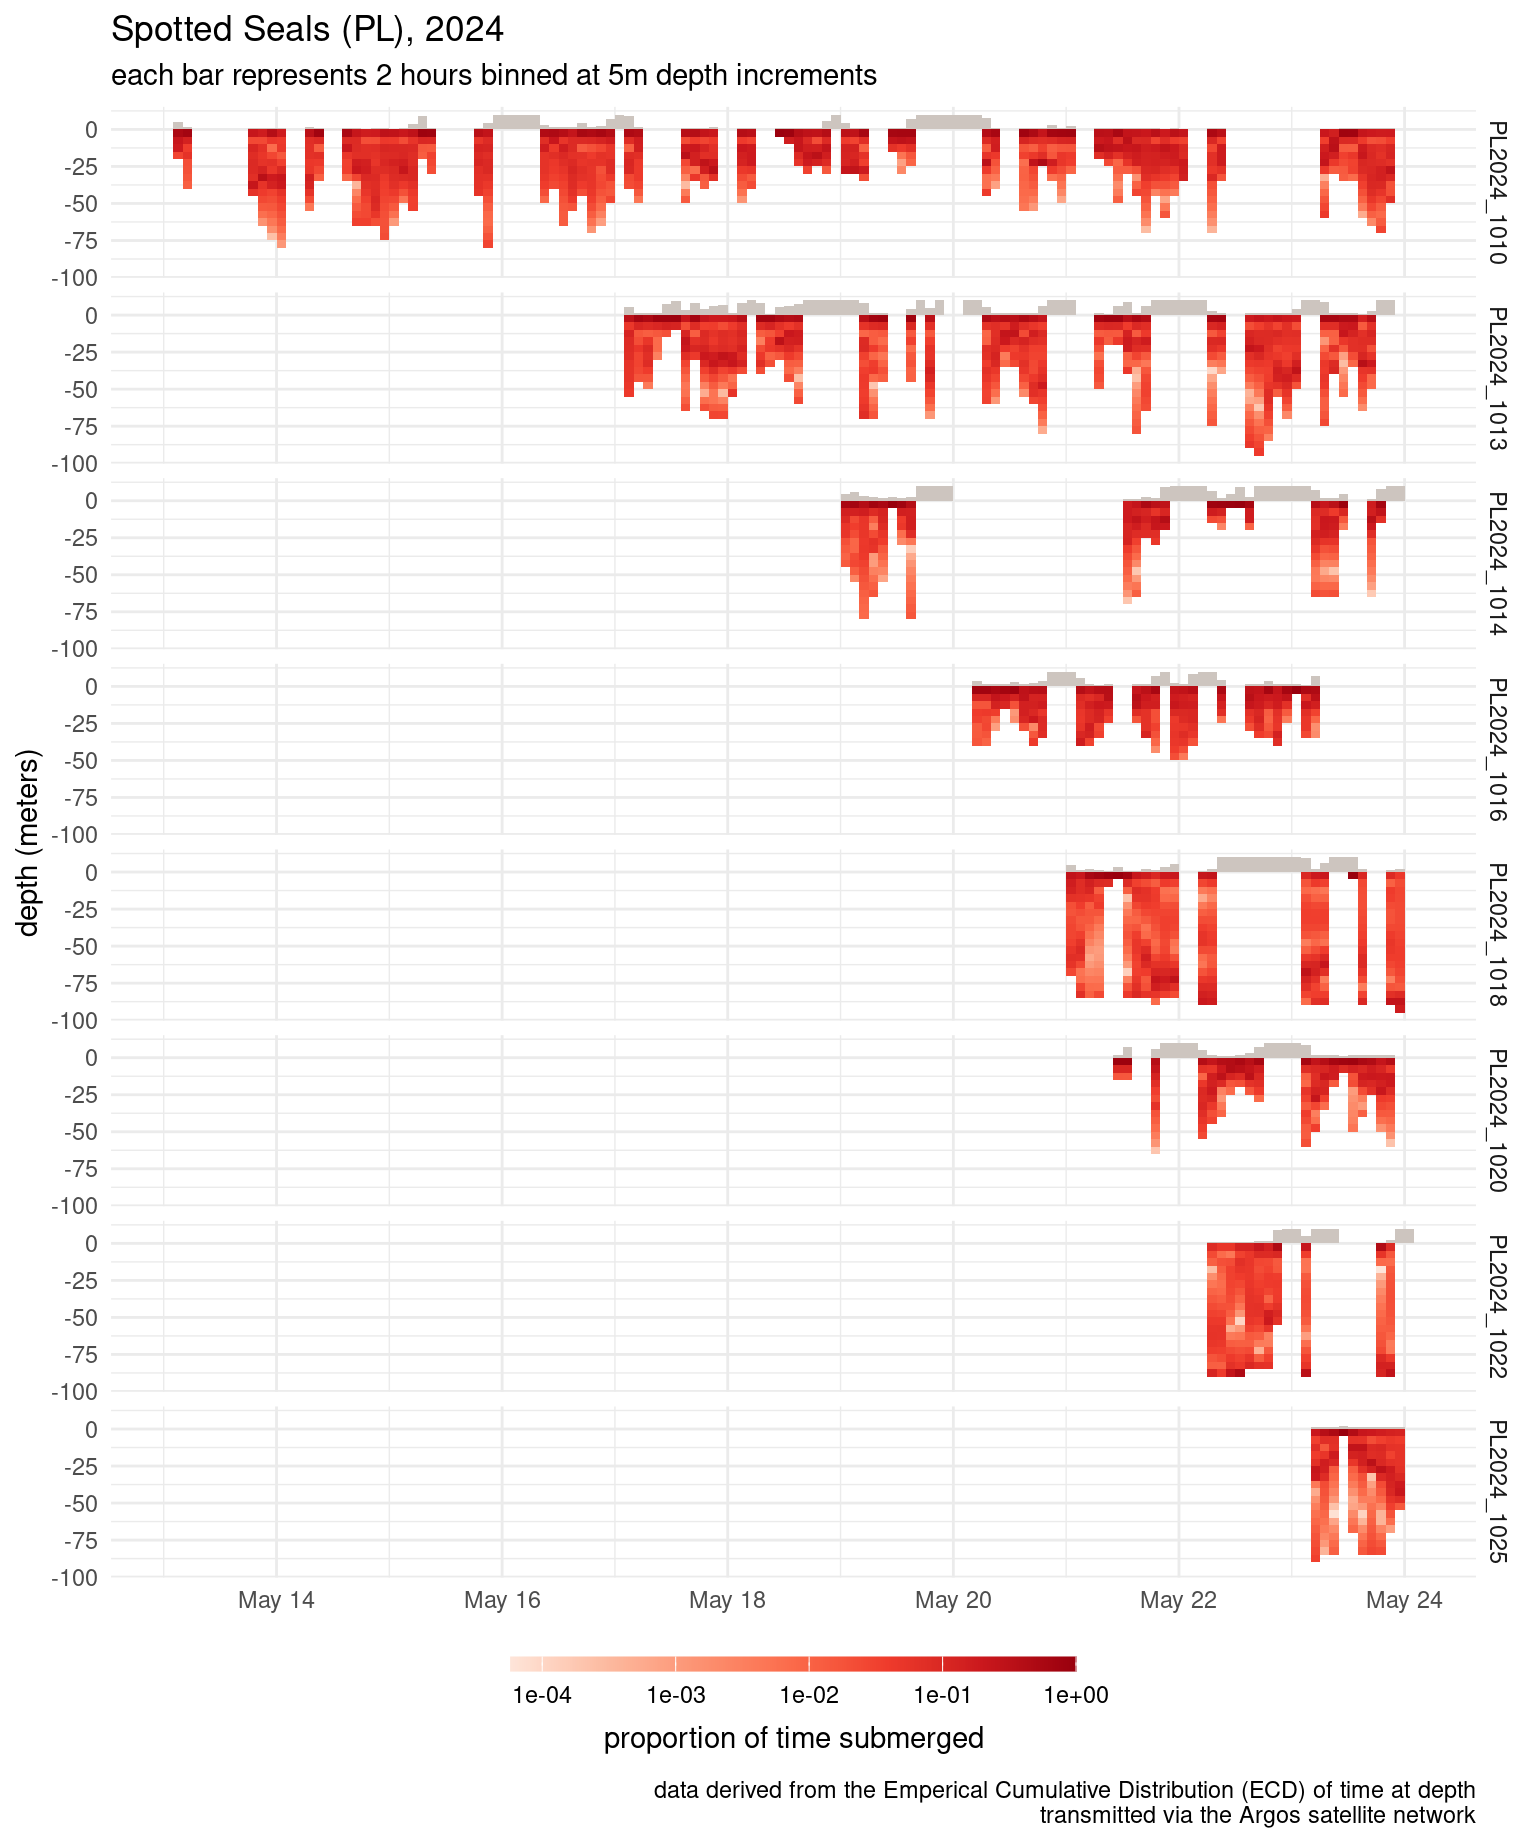 Spotted Seals (PL), 2024
each bar represents 2 hours binned at 5m depth increments
depth (meters)
0
-25
-50
-75
-100
PL2024_1010
0
-25
-50
-75
-100
PL2024_1013
0
-25
-50
-75
-100
PL2024_1014
0
-25
-50
-75
-100
PL2024_1016
0
-25
-50
-75
-100
PL2024_1018
0
-25
-50
-75
-100
PL2024_1020
0
-25
-50
-75
-100
PL2024_1022
0
-25
-50
-75
-100
PL2024_1025
May 14 May 16 May 18 May 20 May 22 May 24
1e-04 1e-03 1e-02 1e-01 1e+00
proportion of time submerged
data derived from the Emperical Cumulative Distribution (ECD) of time at depth
transmitted via the Argos satellite network